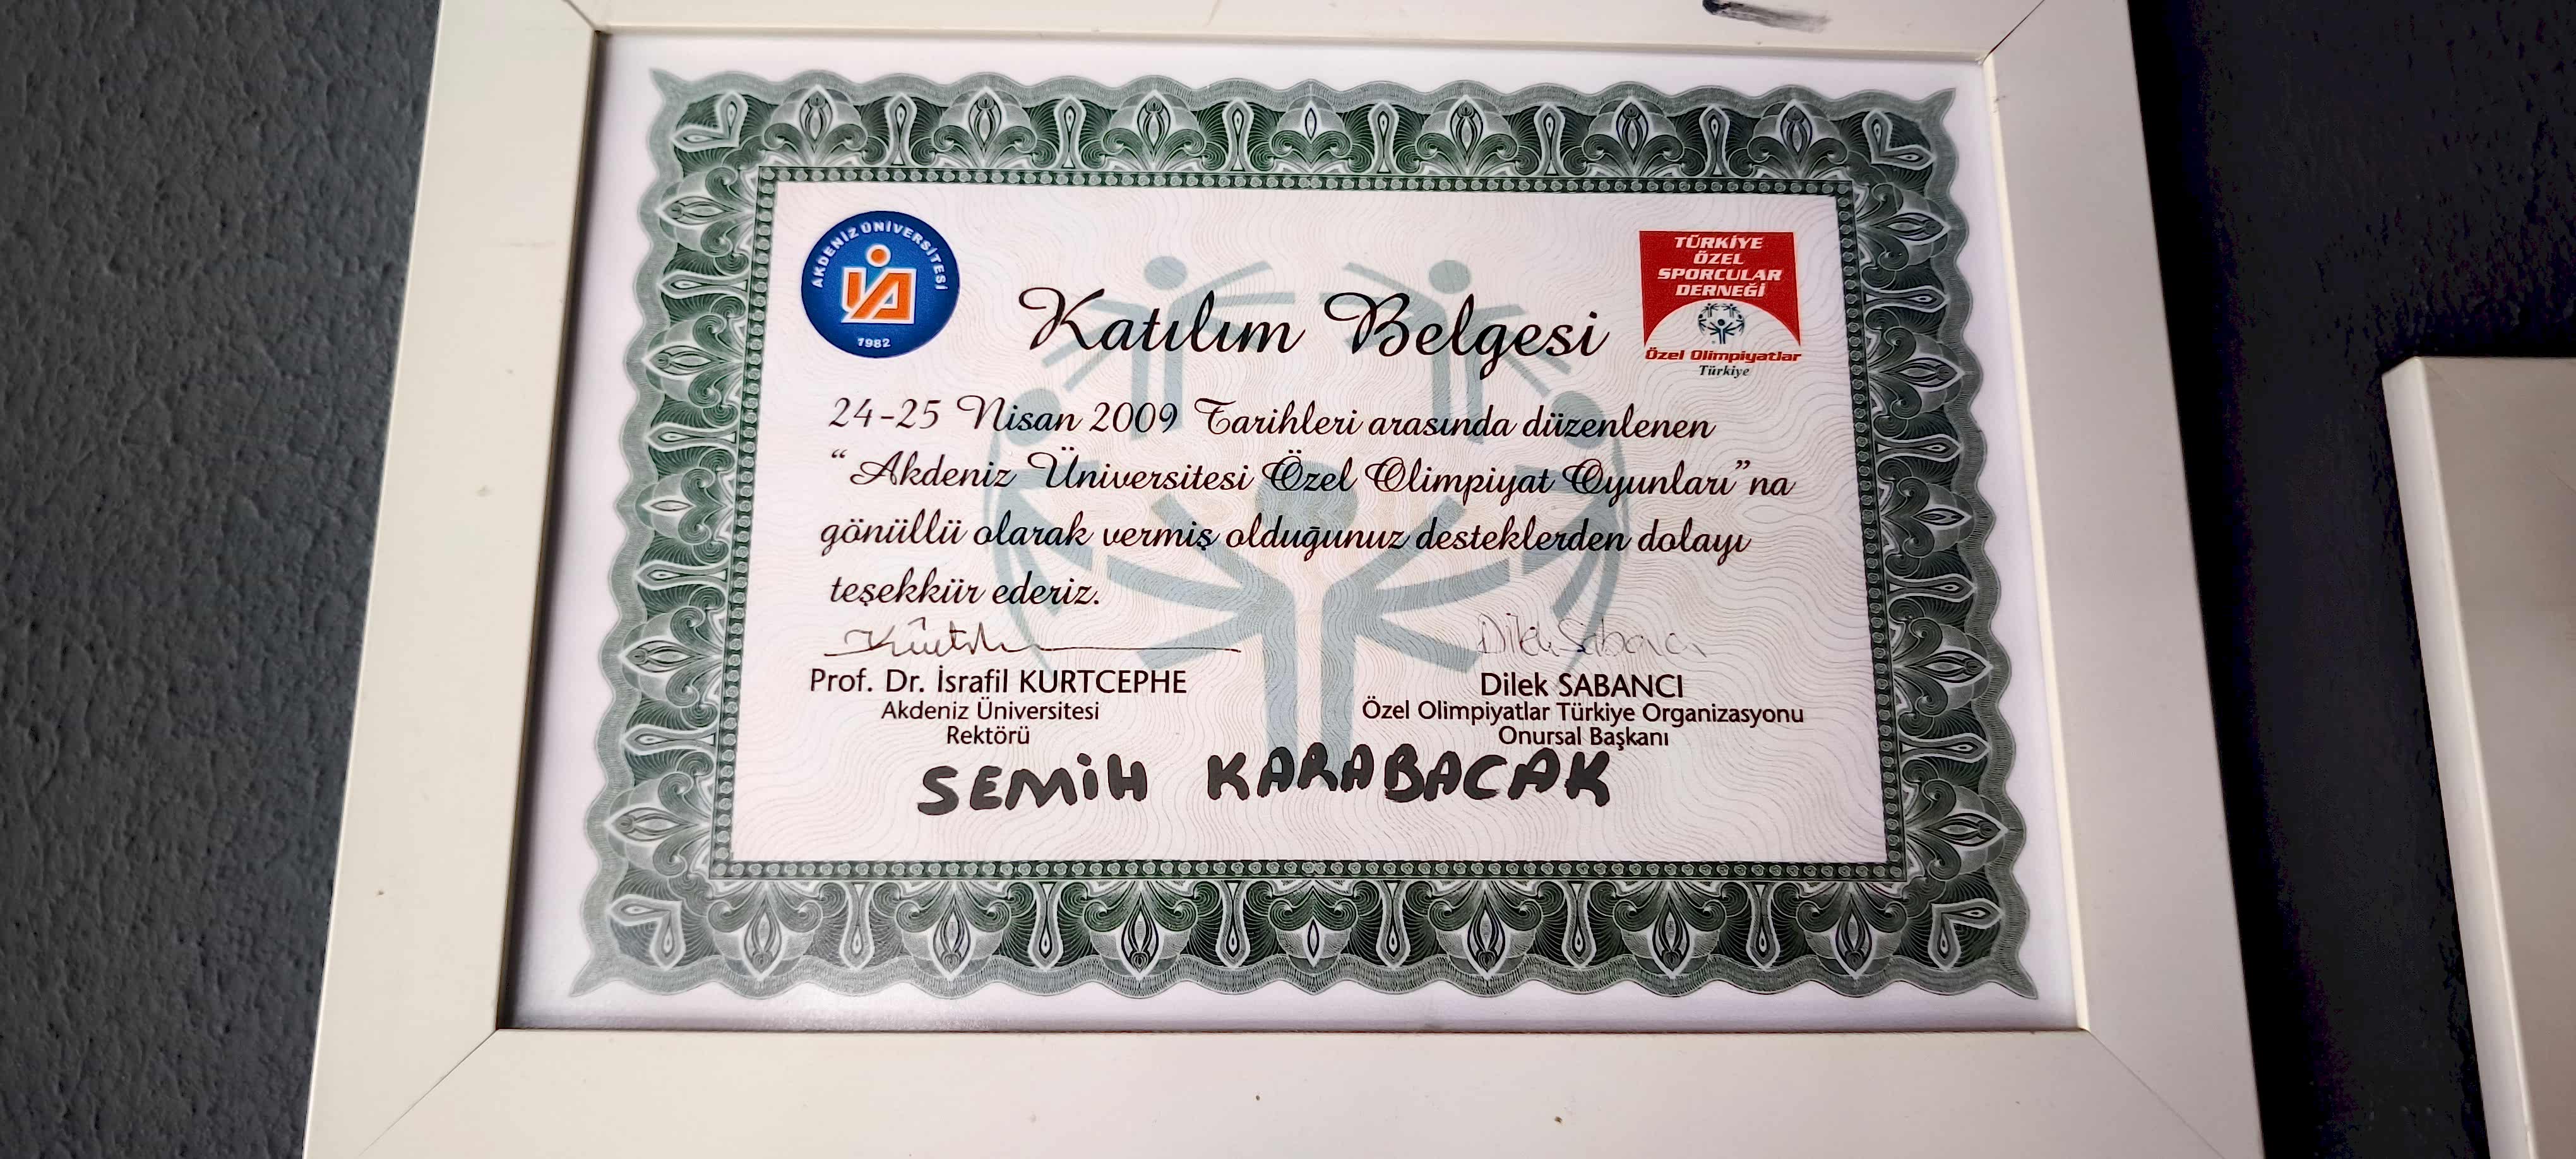 AKDENİZ ÜNİVERSİTESİ
1982
TÜRKİYE
ÖZEL
SPORCULAR
DERNEĞİ
Özel Olimpiyatlar
Türkiye
Katılım Belgesi
24-25 Nisan 2009 Tarihleri arasında düzenlenen
“Akdeniz Üniversitesi Özel Olimpiyat Oyunları”na
gönüllü olarak vermiş olduğunuz desteklerden dolayı
teşekkür ederiz.
Dilek Sabancı
Prof. Dr. İsrafil KURTCEPHE
Akdeniz Üniversitesi
Rektörü
Dilek SABANCI
Özel Olimpiyatlar Türkiye Organizasyonu
Onursal Başkanı
SEMİH KARABACAK